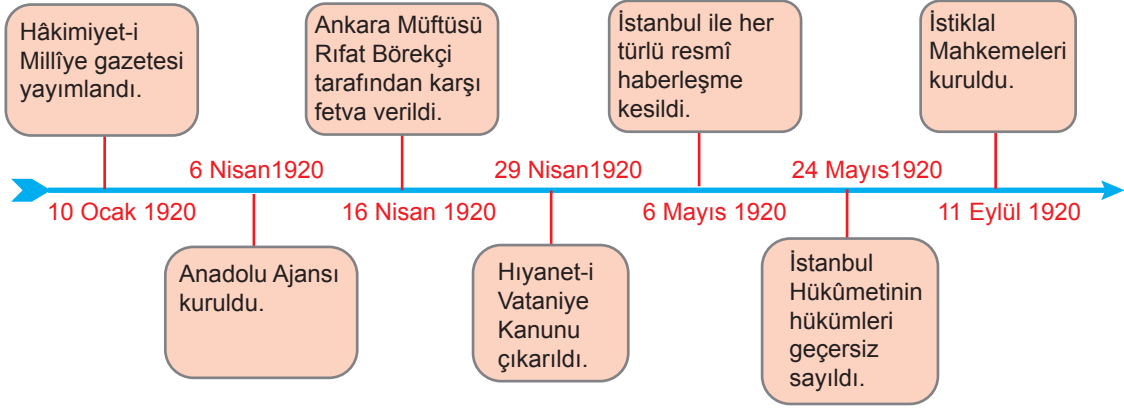 Hâkimiyet-i
Millîye gazetesi
yayımlandı.
Ankara Müftüsü
Rıfat Börekçi
tarafından karşı
fetva verildi.
İstanbul ile her
türlü resmî
haberleşme
kesildi.
İstiklal
Mahkemeleri
kuruldu.
6 Nisan1920
29 Nisan1920
24 Mayıs1920
10 Ocak 1920
16 Nisan 1920
6 Mayıs 1920
11 Eylül 1920
Anadolu Ajansı
kuruldu.
Hıyanet-i
Vataniye
Kanunu
çıkarıldı.
İstanbul
Hükûmetinin
hükümleri
geçersiz
sayıldı.